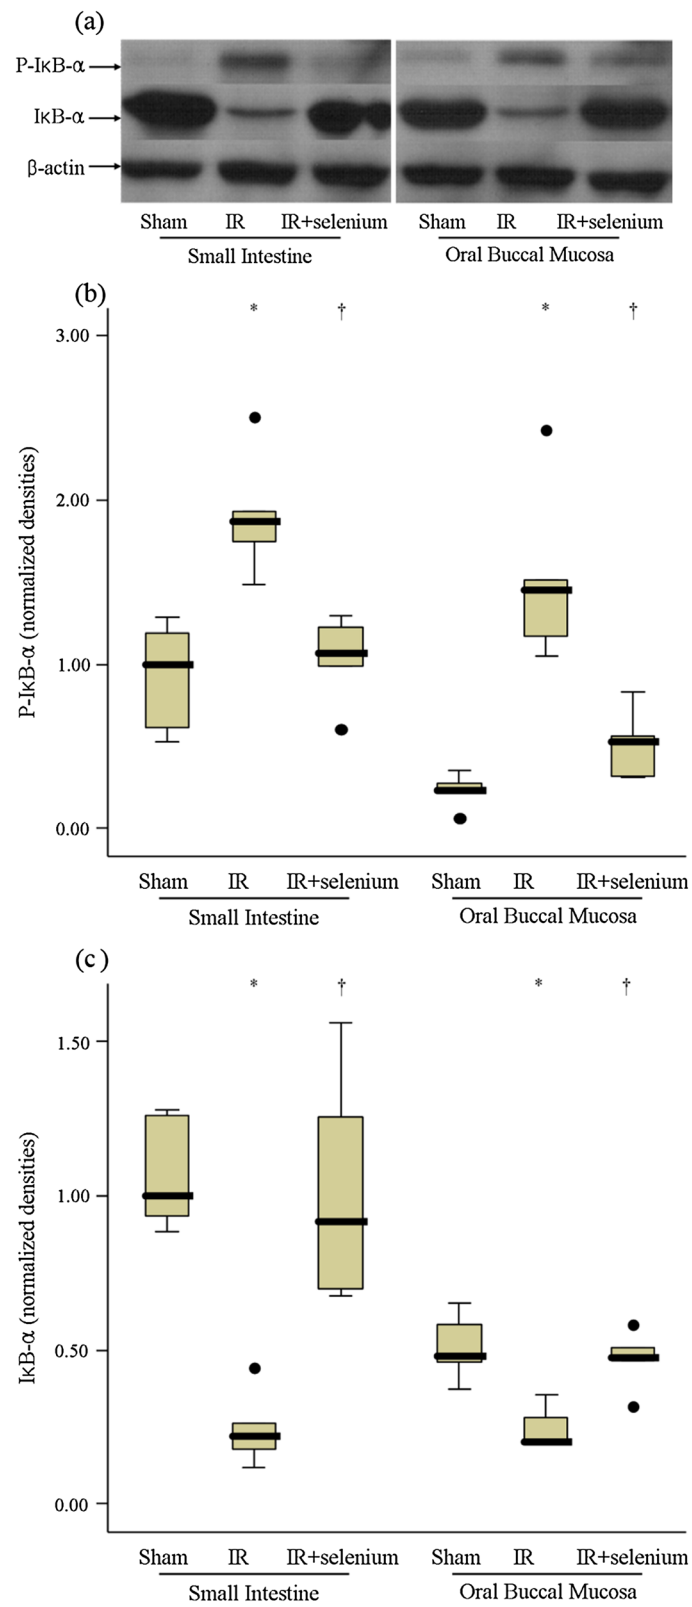 (a)
P-IκB-α
IκB-α
β-actin
Sham IR IR+selenium Sham IR IR+selenium
Small Intestine Oral Buccal Mucosa
(b)
* † * †
3.00
2.00
1.00
0.00
P-IκB-α (normalized densities)
Sham IR IR+selenium Sham IR IR+selenium
Small Intestine Oral Buccal Mucosa
(c)
* † * †
1.50
1.00
0.50
0.00
IκB-α (normalized densities)
Sham IR IR+selenium Sham IR IR+selenium
Small Intestine Oral Buccal Mucosa